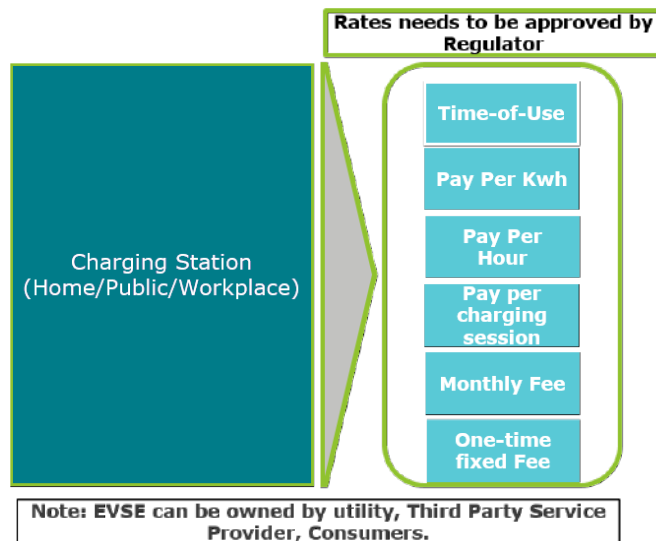 Rates needs to be approved by
Regulator
Charging Station
(Home/Public/Workplace)
Time-of-Use
Pay Per Kwh
Pay Per
Hour
Pay per
charging
session
Monthly Fee
One-time
fixed Fee
Note: EVSE can be owned by utility, Third Party Service
Provider, Consumers.